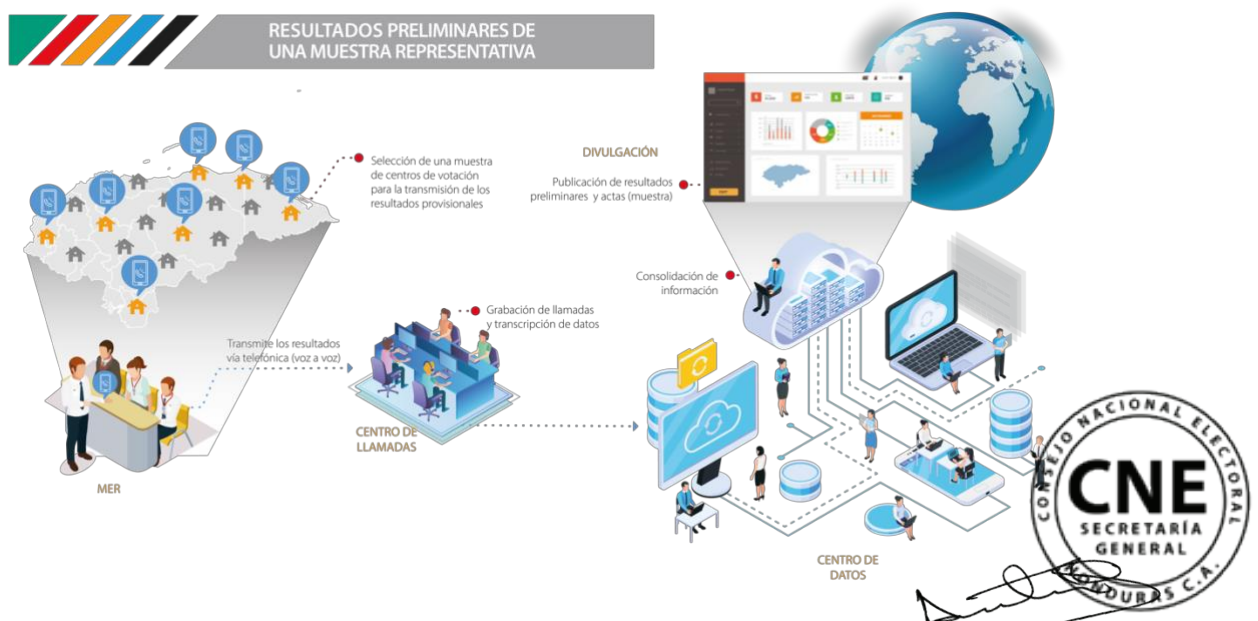 RESULTADOS PRELIMINARES DE
UNA MUESTRA REPRESENTATIVA
Selección de una muestra
de centros de votación
para la transmisión de los
resultados provisionales
DIVULGACIÓN
Publicación de resultados
preliminares y actas (muestra)
Consolidación de
información
Grabación de llamadas
y transcripción de datos
Transmite los resultados
vía telefónica (voz a voz)
CENTRO DE
LLAMADAS
MER
CENTRO DE
DATOS
CONSEJO NACIONAL ELECTORAL
CNE
SECRETARÍA
GENERAL
HONDURAS C.A.